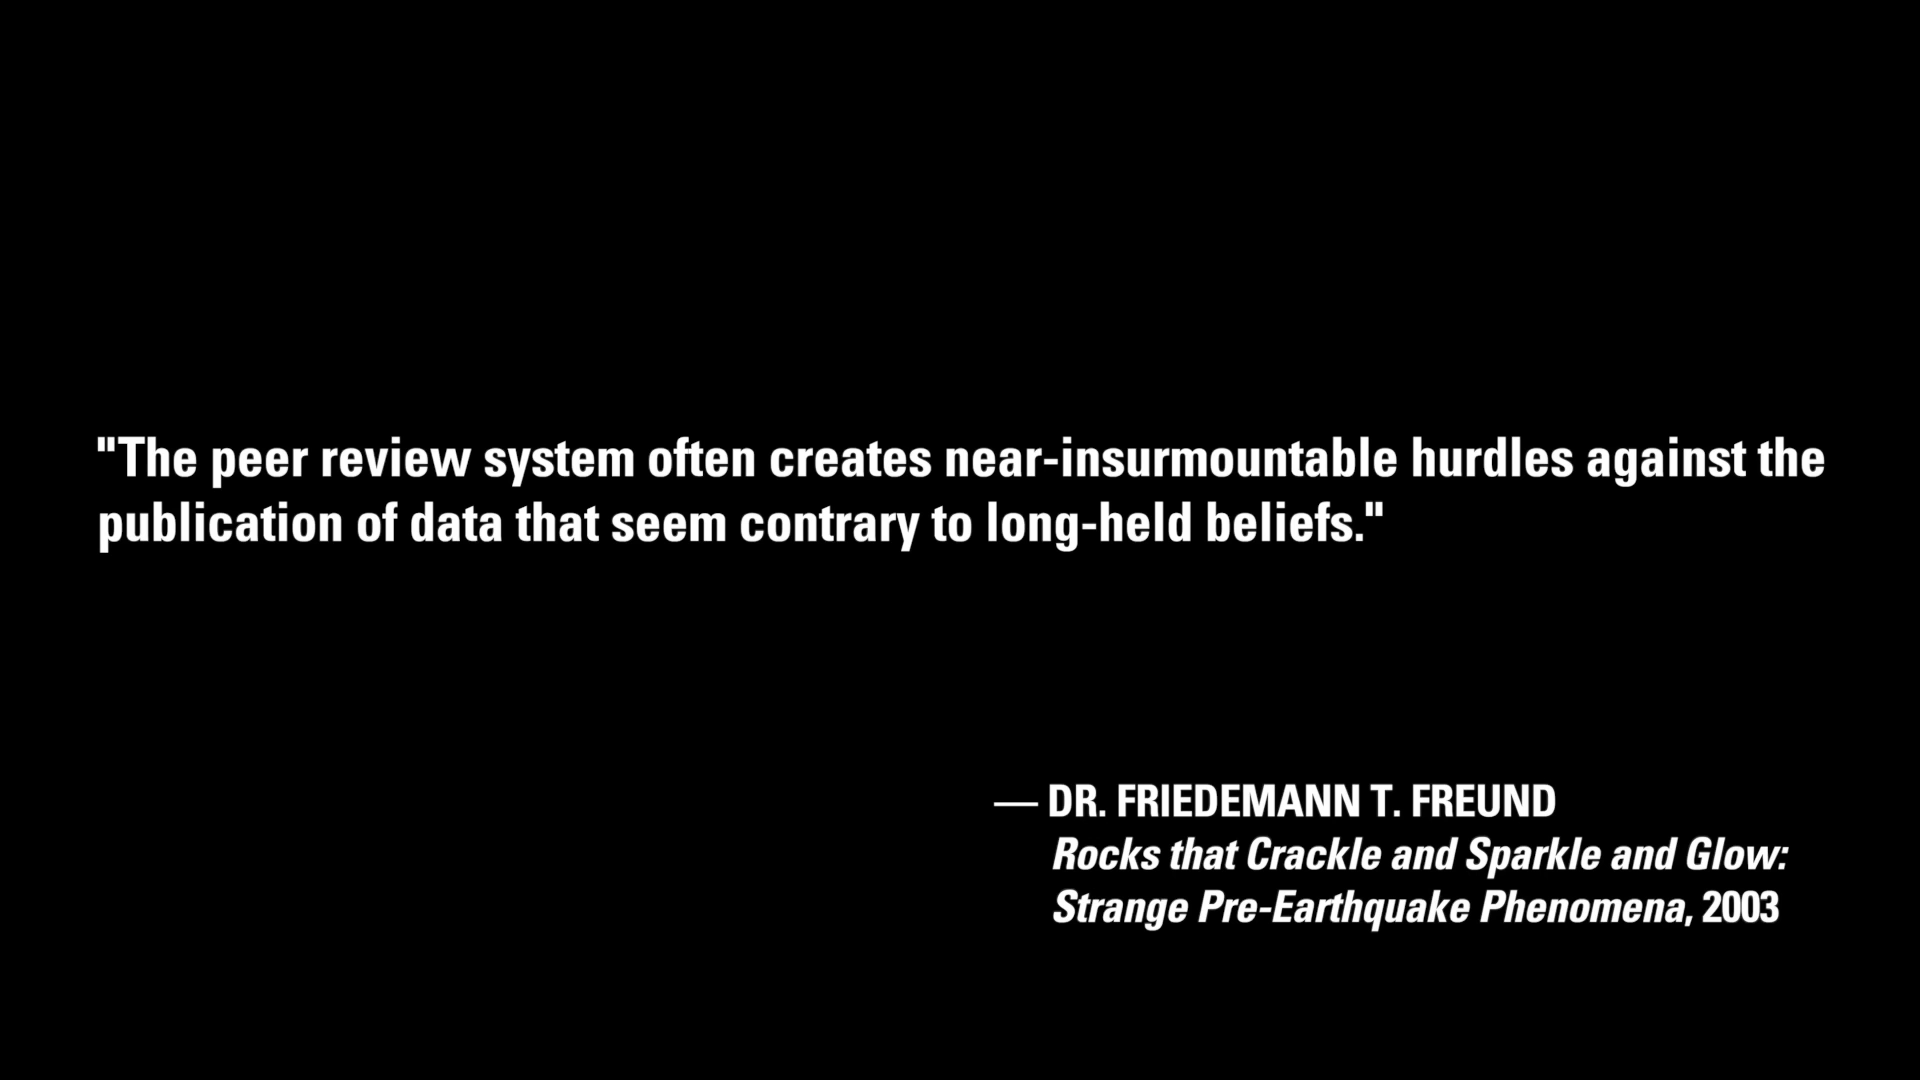 "The peer review system often creates near-insurmountable hurdles against the
publication of data that seem contrary to long-held beliefs."
— DR. FRIEDEMANN T. FREUND
Rocks that Crackle and Sparkle and Glow:
Strange Pre-Earthquake Phenomena, 2003